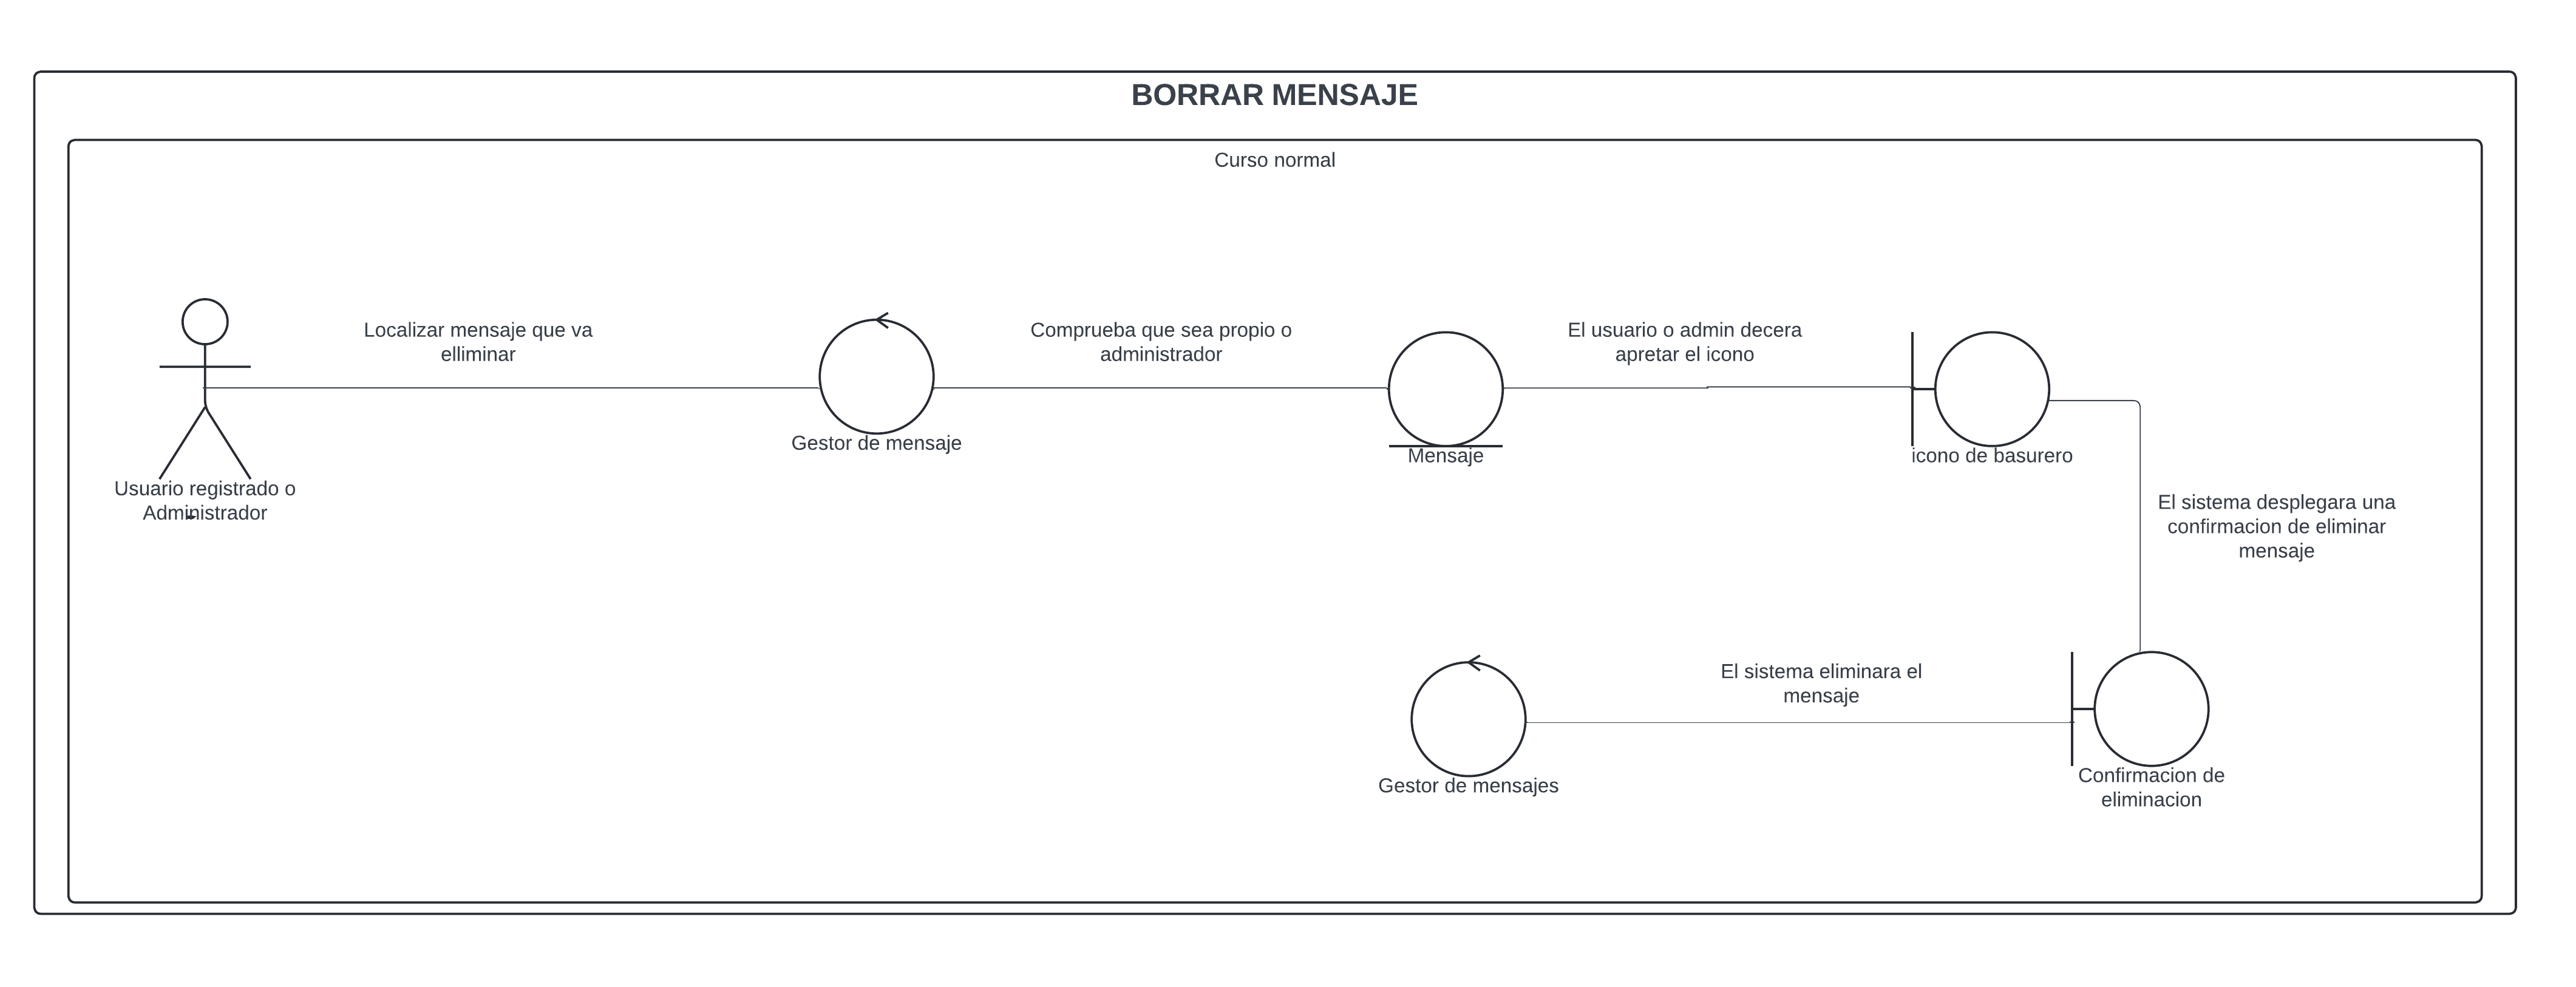 BORRAR MENSAJE
Curso normal
Localizar mensaje que va
elliminar
Comprueba que sea propio o
administrador
El usuario o admin decera
apretar el icono
Gestor de mensaje
Mensaje
icono de basurero
Usuario registrado o
Administrador
El sistema desplegara una
confirmacion de eliminar
mensaje
El sistema eliminara el
mensaje
Gestor de mensajes
Confirmacion de
eliminacion